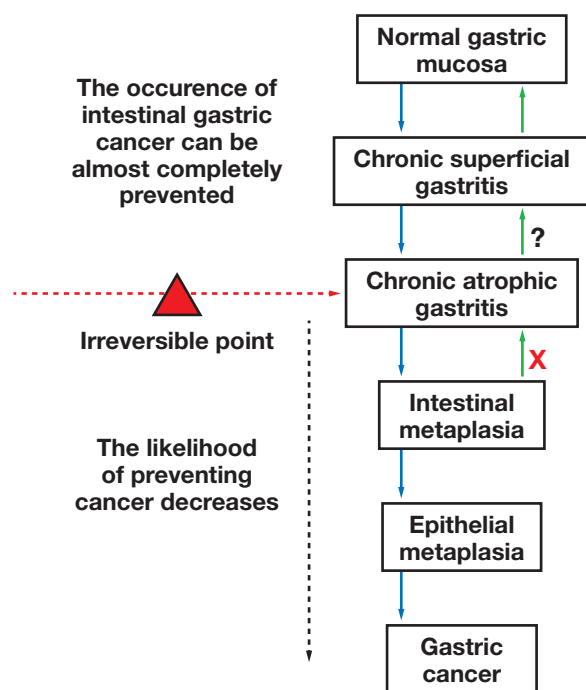 Normal gastric
mucosa
The occurence of
intestinal gastric
cancer can be
almost completely
prevented
Chronic superficial
gastritis
?
Chronic atrophic
gastritis
Irreversible point
X
Intestinal
metaplasia
The likelihood
of preventing
cancer decreases
Epithelial
metaplasia
Gastric
cancer